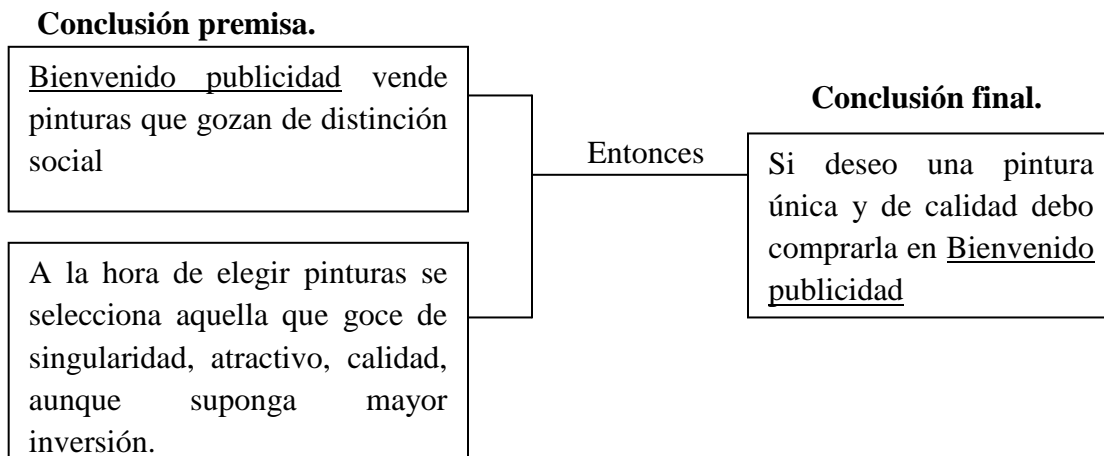 Conclusión premisa.
Bienvenido publicidad vende
pinturas que gozan de distinción
social
A la hora de elegir pinturas se
selecciona aquella que goce de
singularidad, atractivo, calidad,
aunque suponga mayor
inversión.
Entonces
Conclusión final.
Si deseo una pintura
única y de calidad debo
comprarla en Bienvenido
publicidad